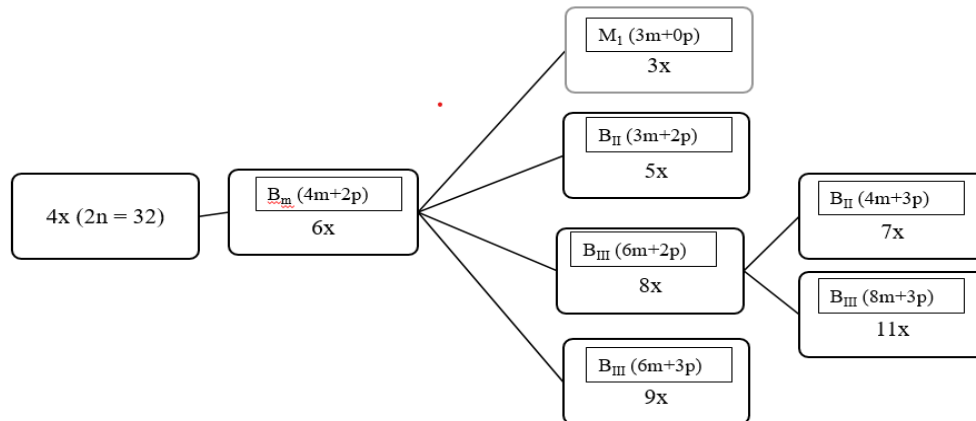 4x (2n = 32)
Bm (4m+2p)
6x
M1 (3m+0p)
3x
BII (3m+2p)
5x
BIII (6m+2p)
8x
BIII (6m+3p)
9x
BII (4m+3p)
7x
BIII (8m+3p)
11x